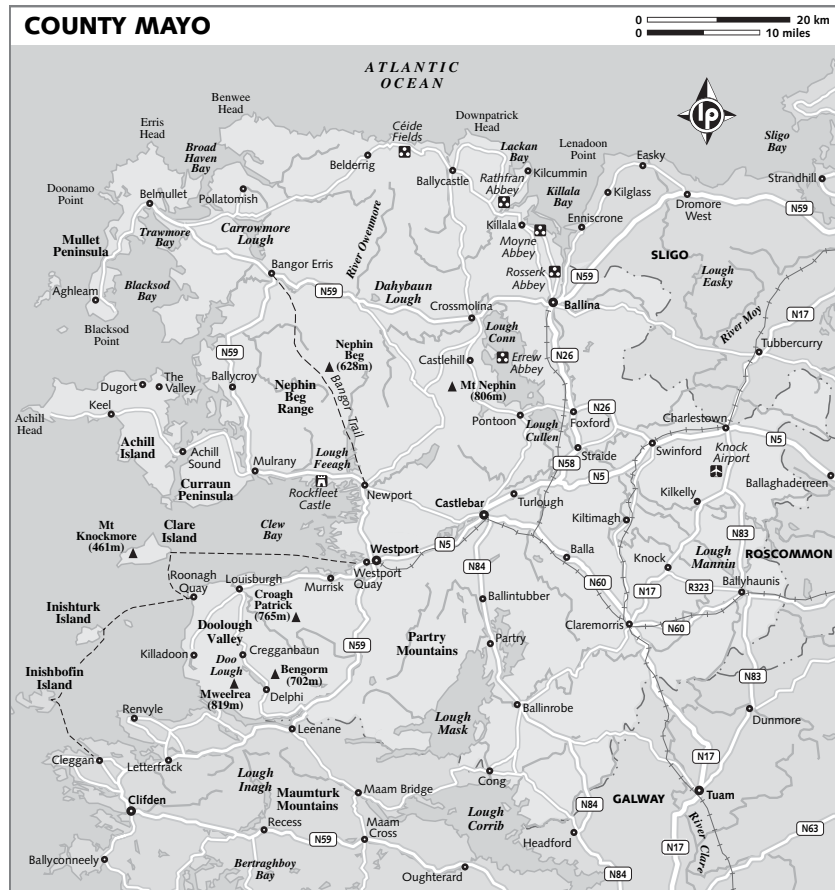 COUNTY MAYO
0 20 km
0 10 miles
ATLANTIC
OCEAN
lp
Benwee
Head
Erris
Head
Broad
Haven
Bay
Céide
Fields
Downpatrick
Head
Lackan
Bay
Lenadoon
Point
Easky
Sligo
Bay
Strandhill
Belderrig
Ballycastle
Rathfran
Abbey
Kilcummin
Killala
Bay
Kilglass
Dromore
West
N59
Doonamo
Point
Belmullet
Pollatomish
Mullet
Peninsula
Trawmore
Bay
Carrowmore
Lough
River Owenmore
Killala
Moyne
Abbey
Enniscrone
Rosserk
Abbey
N59
SLIGO
Lough
Easky
Bangor Erris
Blacksod
Bay
Aghleam
Blacksod
Point
N59
Dahybaun
Lough
Crossmolina
Ballina
N17
River Moy
Tubbercurry
Lough
Conn
N26
Nephin
Beg
(628m)
Castlehill
Errew
Abbey
N59
Ballycroy
Nephin
Beg
Range
Bangor Trail
Mt Nephin
(806m)
Dugort
The
Valley
Keel
Achill
Head
Achill
Island
Achill
Sound
Pontoon
Lough
Cullen
N26
Foxford
Charlestown
N5
Straide
Swinford
Knock
Airport
Mulrany
Lough
Feeagh
Curraun
Peninsula
Rockfleet
Castle
Newport
N58
N5
Ballaghaderreen
Castlebar
Turlough
Kilkelly
Kiltimagh
Mt
Knockmore
(461m)
Clare
Island
Clew
Bay
Westport
N5
Westport
Quay
N83
Balla
Knock
Lough
Mannin
ROSCOMMON
Roonagh
Quay
Louisburgh
Murrisk
N84
N60
N17
R323
Ballyhaunis
Croagh
Patrick
(765m)
Ballintubber
Inishturk
Island
Doolough
Valley
Claremorris
N60
Killadoon
Cregganbaun
N59
Partry
Mountains
Partry
Inishbofin
Island
Doo
Lough
Bengorm
(702m)
Mweelrea
(819m)
Delphi
N83
Renvyle
Leenane
Lough
Mask
Ballinrobe
Dunmore
Cleggan
Letterfrack
Lough
Inagh
Maumturk
Mountains
Maam Bridge
Cong
N17
Clifden
Lough
Corrib
N84
GALWAY
Tuam
Recess
N59
Maam
Cross
Headford
River Clare
N63
Ballyconneely
Bertraghboy
Bay
Oughterard
N84
N17